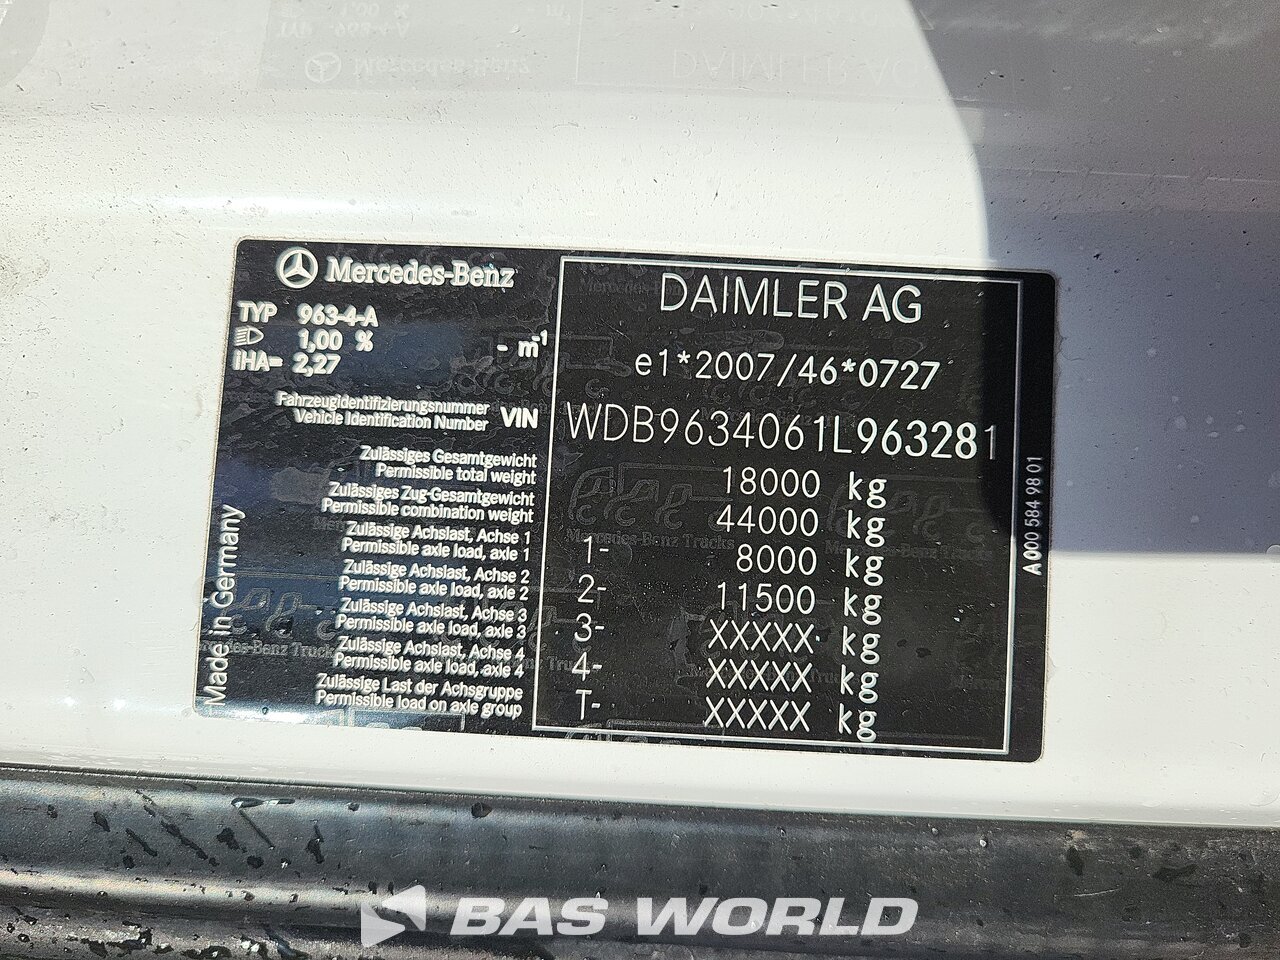 Mercedes-Benz
TYP 963-4-A
1,00 % - m⁻¹
IHA= 2,27
Fahrzeugidentifizierungsnummer
Vehicle Identification Number VIN
Zulässiges Gesamtgewicht
Permissible total weight
Zulässiges Zug-Gesamtgewicht
Permissible combination weight
Zulässige Achslast, Achse 1
Permissible axle load, axle 1
Zulässige Achslast, Achse 2
Permissible axle load, axle 2
Zulässige Achslast, Achse 3
Permissible axle load, axle 3
Zulässige Achslast, Achse 4
Permissible axle load, axle 4
Zulässige Last der Achsgruppe
Permissible load on axle group
Made in Germany
DAIMLER AG
e1*2007/46*0727
WDB9634061L963281
18000 kg
44000 kg
1- 8000 kg
2- 11500 kg
3- XXXXX kg
4- XXXXX kg
T- XXXXX kg
A 000 584 98 01
BAS WORLD